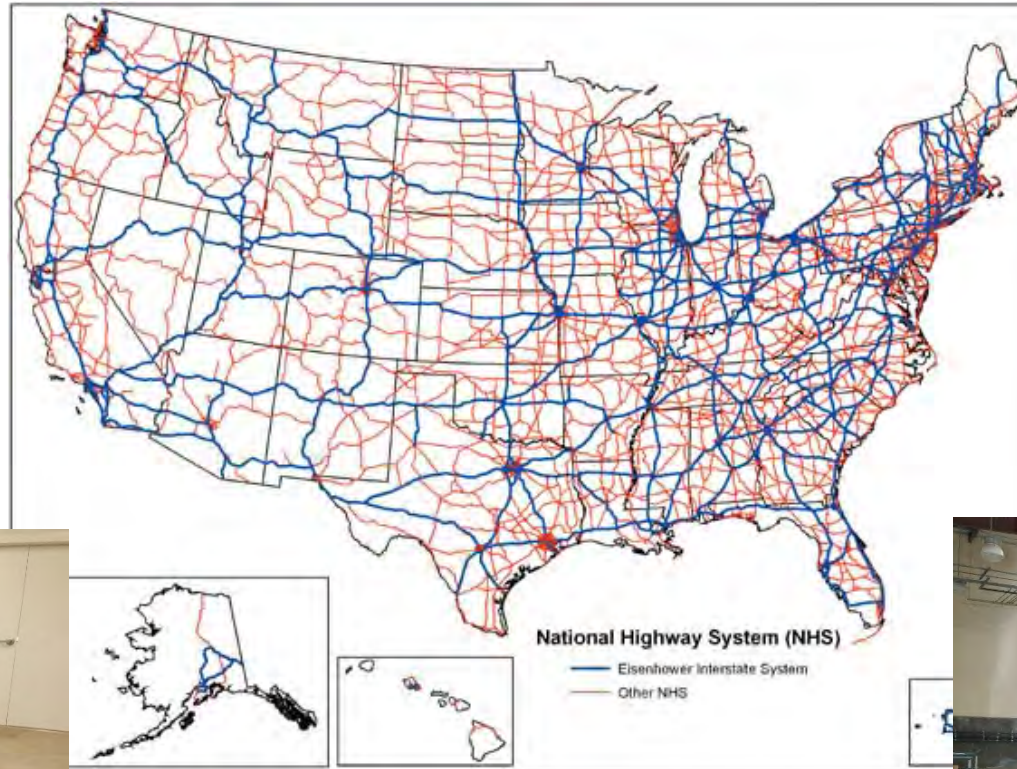 National Highway System (NHS)
Eisenhower Interstate System
Other NHS